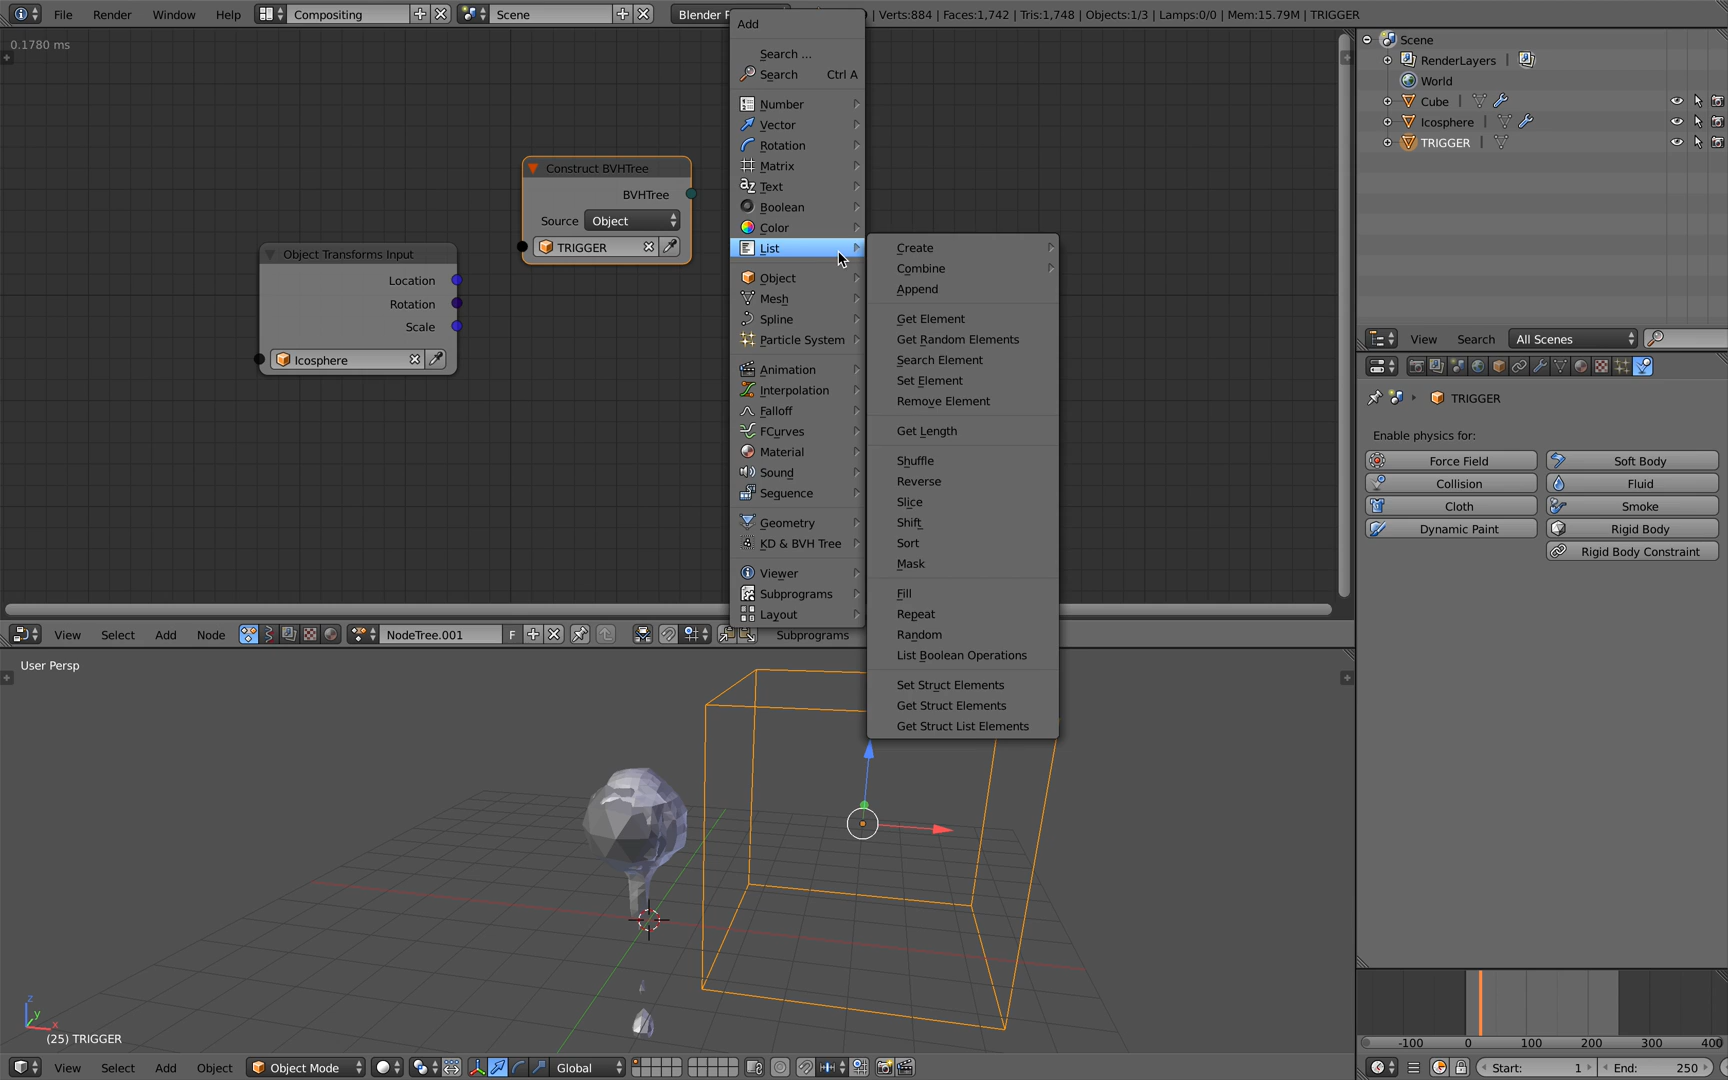 File Render Window Help Compositing Scene Blender R | Verts:884 | Faces:1,742 | Tris:1,748 | Objects:1/3 | Lamps:0/0 | Mem:15.79M | TRIGGER
0.1780 ms
Construct BVHTree
BVHTree
Source Object
TRIGGER
Object Transforms Input
Location
Rotation
Scale
Icosphere
Add
Search ...
Search Ctrl A
Number
Vector
Rotation
Matrix
Text
Boolean
Color
List
Object
Mesh
Spline
Particle System
Animation
Interpolation
Falloff
FCurves
Material
Sound
Sequence
Geometry
KD & BVH Tree
Viewer
Subprograms
Layout
Create
Combine
Append
Get Element
Get Random Elements
Search Element
Set Element
Remove Element
Get Length
Shuffle
Reverse
Slice
Shift
Sort
Mask
Fill
Repeat
Random
List Boolean Operations
Set Struct Elements
Get Struct Elements
Get Struct List Elements
View Select Add Node NodeTree.001 F Subprograms
User Persp
z
y
x
(25) TRIGGER
View Select Add Object Object Mode Global
Scene
RenderLayers |
World
Cube |
Icosphere |
TRIGGER |
View Search All Scenes
TRIGGER
Enable physics for:
Force Field Soft Body
Collision Fluid
Cloth Smoke
Dynamic Paint Rigid Body
Rigid Body Constraint
-100 0 100 200 300 400
Start: 1 End: 250